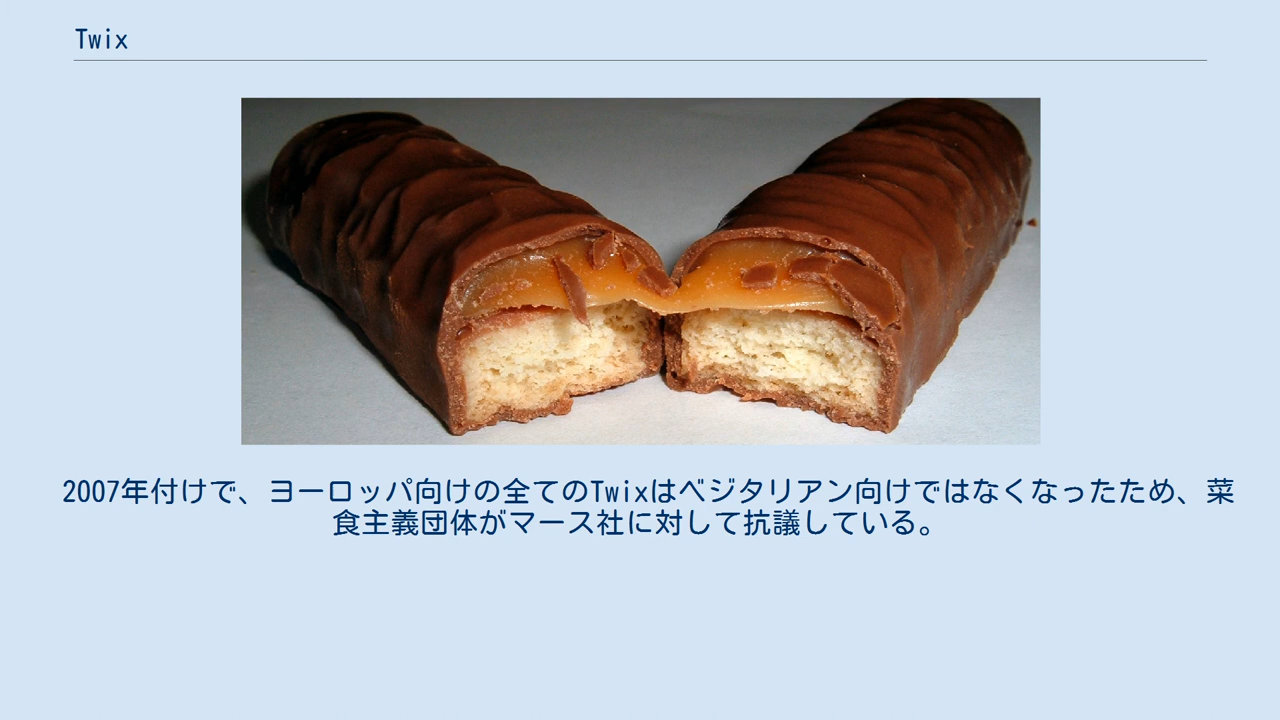 Twix
2007年付けで、ヨーロッパ向けの全てのTwixはベジタリアン向けではなくなったため、菜
食主義団体がマース社に対して抗議している。